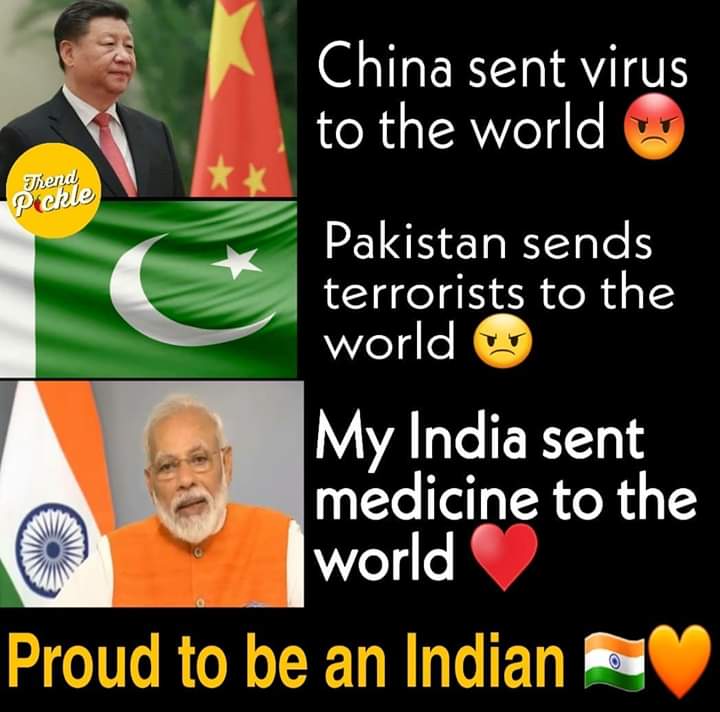 China sent virus
to the world 😡
Trend
Pickle
Pakistan sends
terrorists to the
world 😠
My India sent
medicine to the
world ♥️
Proud to be an Indian 🇮🇳🧡